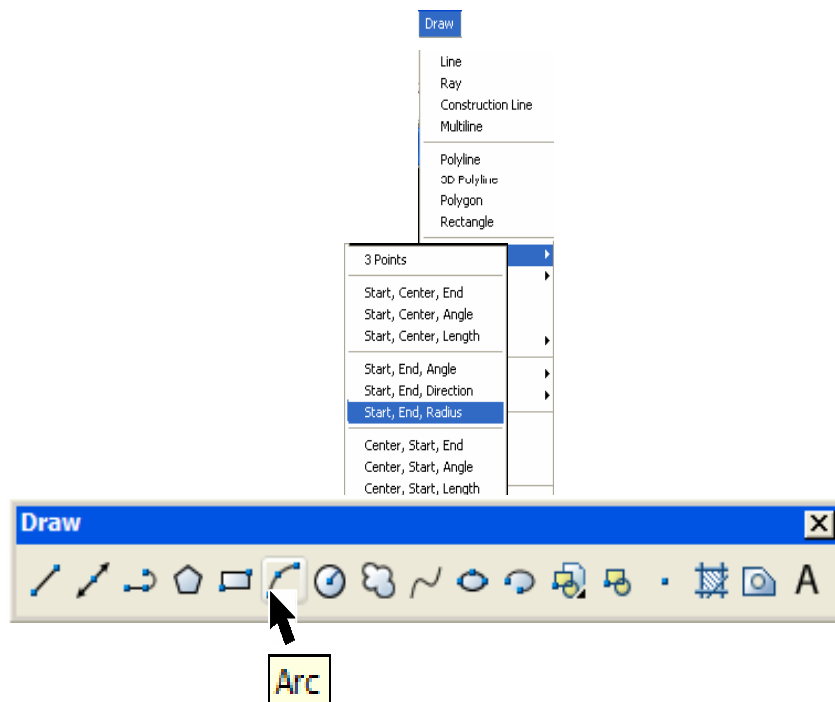 Draw
Line
Ray
Construction Line
Multiline
Polyline
3D Polyline
Polygon
Rectangle
3 Points
Start, Center, End
Start, Center, Angle
Start, Center, Length
Start, End, Angle
Start, End, Direction
Start, End, Radius
Center, Start, End
Center, Start, Angle
Center, Start, Length
Draw
A
Arc